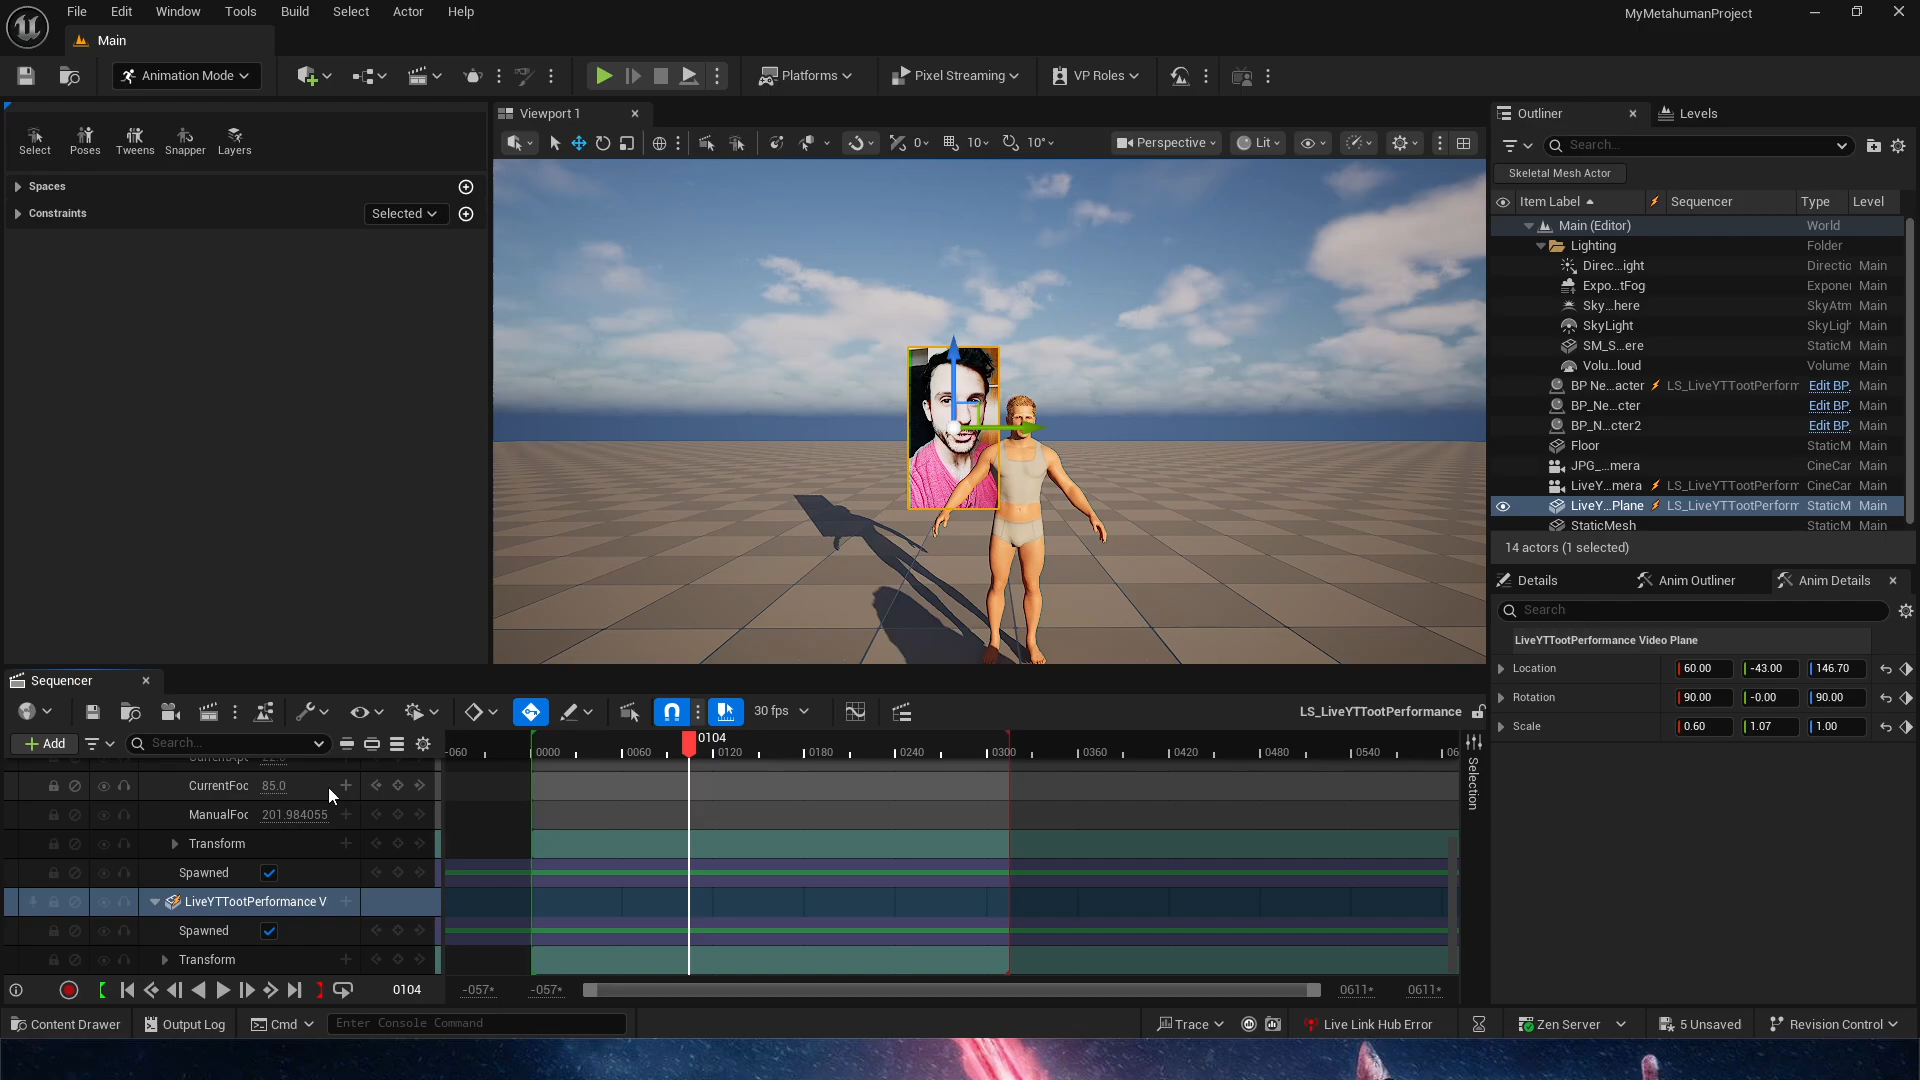 File Edit Window Tools Build Select Actor Help
MyMetahumanProject
Main
Animation Mode
Platforms
Pixel Streaming
VP Roles
Select Poses Tweens Snapper Layers
Spaces
Constraints
Selected
Viewport 1
0 10 10°
Perspective
Lit
Outliner
Levels
Search...
Skeletal Mesh Actor
Item Label Sequencer Type Level
Main (Editor) World
Lighting Folder
Direc...ight Directic Main
Expo...tFog Exponer Main
Sky...here SkyAtm Main
SkyLight SkyLigh Main
SM_S...ere StaticM Main
Volu...loud Volume Main
BP Ne...acter LS_LiveYTTootPerform Edit BP. Main
BP_Ne...cter Edit BP. Main
BP_N...cter2 Edit BP. Main
Floor StaticM Main
JPG_...mera CineCar Main
LiveY...mera LS_LiveYTTootPerform CineCar Main
LiveY...Plane LS_LiveYTTootPerform StaticM Main
StaticMesh StaticM Main
14 actors (1 selected)
Details
Anim Outliner
Anim Details
Search
LiveYTTootPerformance Video Plane
Location 60.00 -43.00 146.70
Rotation 90.00 -0.00 90.00
Scale 0.60 1.07 1.00
Sequencer
30 fps
LS_LiveYTTootPerformance
Add
Search...
-060 0000 0060 0104 0120 0180 0240 0300 0360 0420 0480 0540 06
CurrentFoc 85.0
ManualFoc 201.984055
Transform
Spawned
LiveYTTootPerformance V
Spawned
Transform
Selection
0104
-057* -057* 0611* 0611*
Content Drawer
Output Log
Cmd
Enter Console Command
Trace
Live Link Hub Error
Zen Server
5 Unsaved
Revision Control